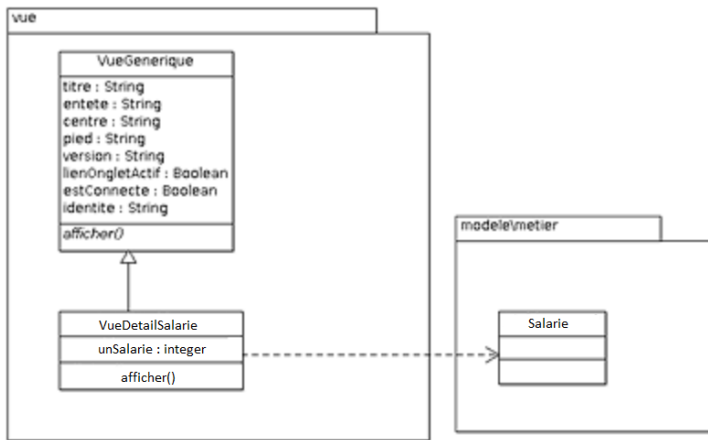 vue
VueGenerique
titre : String
entete : String
centre : String
pied : String
version : String
lienOngletActif : Boolean
estConnecte : Boolean
identite : String
afficher()
VueDetailSalarie
unSalarie : integer
afficher()
modele\metier
Salarie